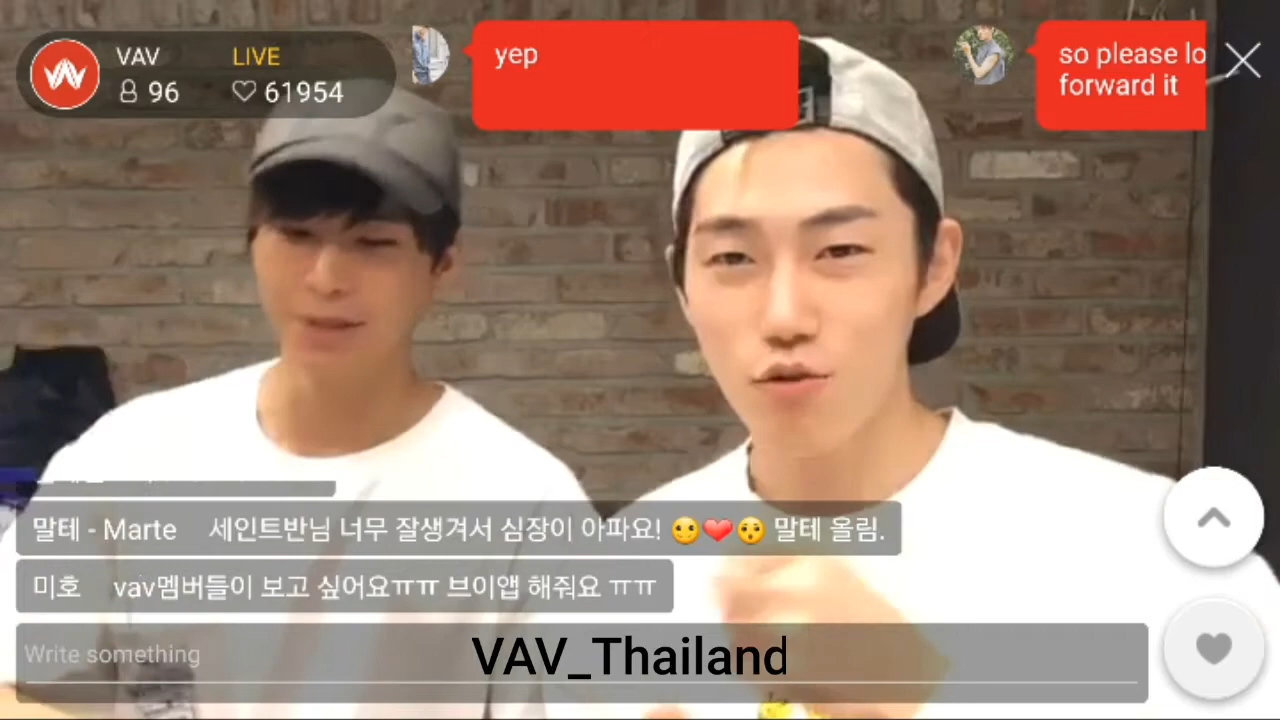 VAV LIVE
96 61954
yep
so please lo
forward it
말테 - Marte 세인트반님 너무 잘생겨서 심장이 아파요! 😳❤️😚 말테 올림.
미호 vav멤버들이 보고 싶어요ㅠㅠ 브이앱 해줘요 ㅠㅠ
Write something
VAV_Thailand